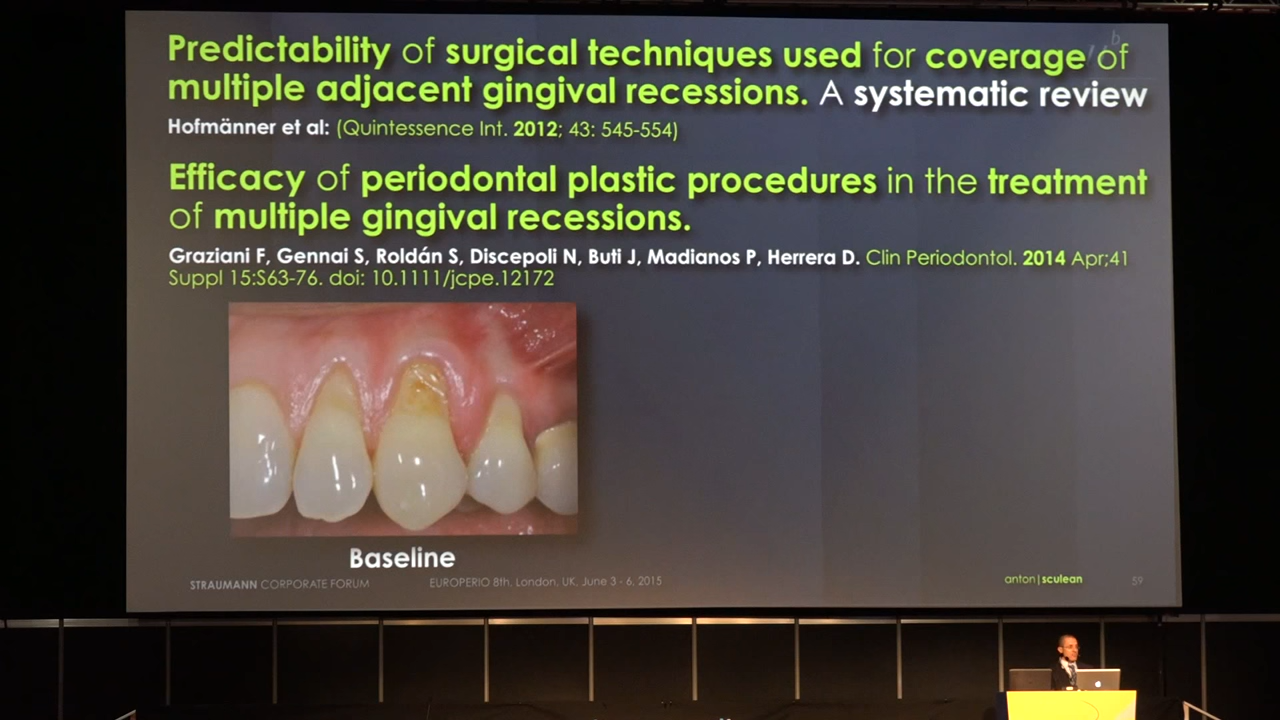 Predictability of surgical techniques used for coverage of
multiple adjacent gingival recessions. A systematic review
Hofmänner et al: (Quintessence Int. 2012; 43: 545-554)
Efficacy of periodontal plastic procedures in the treatment
of multiple gingival recessions.
Graziani F, Gennai S, Roldán S, Discepoli N, Buti J, Madianos P, Herrera D. Clin Periodontol. 2014 Apr;41
Suppl 15:S63-76. doi: 10.1111/jcpe.12172
Baseline
STRAUMANN CORPORATE FORUM
EUROPERIO 8th, London, UK, June 3 - 6, 2015
anton|sculean
59